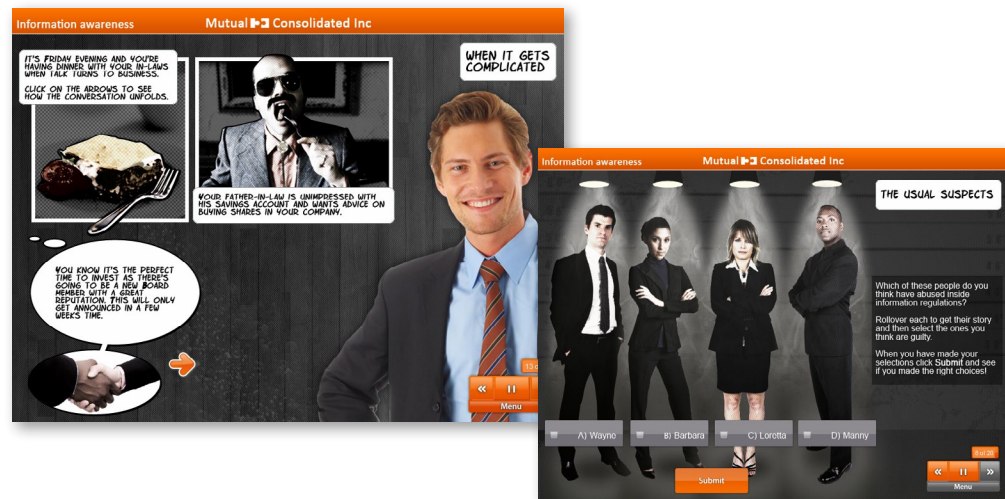 Information awareness
Mutual Consolidated Inc
IT'S FRIDAY EVENING AND YOU'RE
HAVING DINNER WITH YOUR IN-LAWS
WHEN TALK TURNS TO BUSINESS.
CLICK ON THE ARROWS TO SEE
HOW THE CONVERSATION UNFOLDS.
WHEN IT GETS
COMPLICATED
YOUR FATHER-IN-LAW IS UNIMPRESSED WITH
HIS SAVINGS ACCOUNT AND WANTS ADVICE ON
BUYING SHARES IN YOUR COMPANY.
YOU KNOW IT'S THE PERFECT
TIME TO INVEST AS THERE'S
GOING TO BE A NEW BOARD
MEMBER WITH A GREAT
REPUTATION. THIS WILL ONLY
GET ANNOUNCED IN A FEW
WEEKS TIME.
13
Menu
Information awareness
Mutual Consolidated Inc
THE USUAL SUSPECTS
Which of these people do you
think have abused inside
information regulations?
Rollover each to get their story
and then select the ones you
think are guilty.
When you have made your
selections click Submit and see
if you made the right choices!
A) Wayne
B) Barbara
C) Loretta
D) Manny
Submit
of 20
Menu